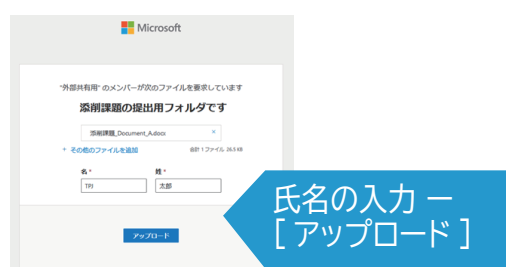 Microsoft
"外部共有用" のメンバーが次のファイルを要求しています
添削課題の提出用フォルダです
添削課題_Document_A.docx ×
+ その他のファイルを追加 合計 1 ファイル 26.5 KB
名 * 姓 *
TPJ 太郎
アップロード
氏名の入力 ー
[ アップロード ]